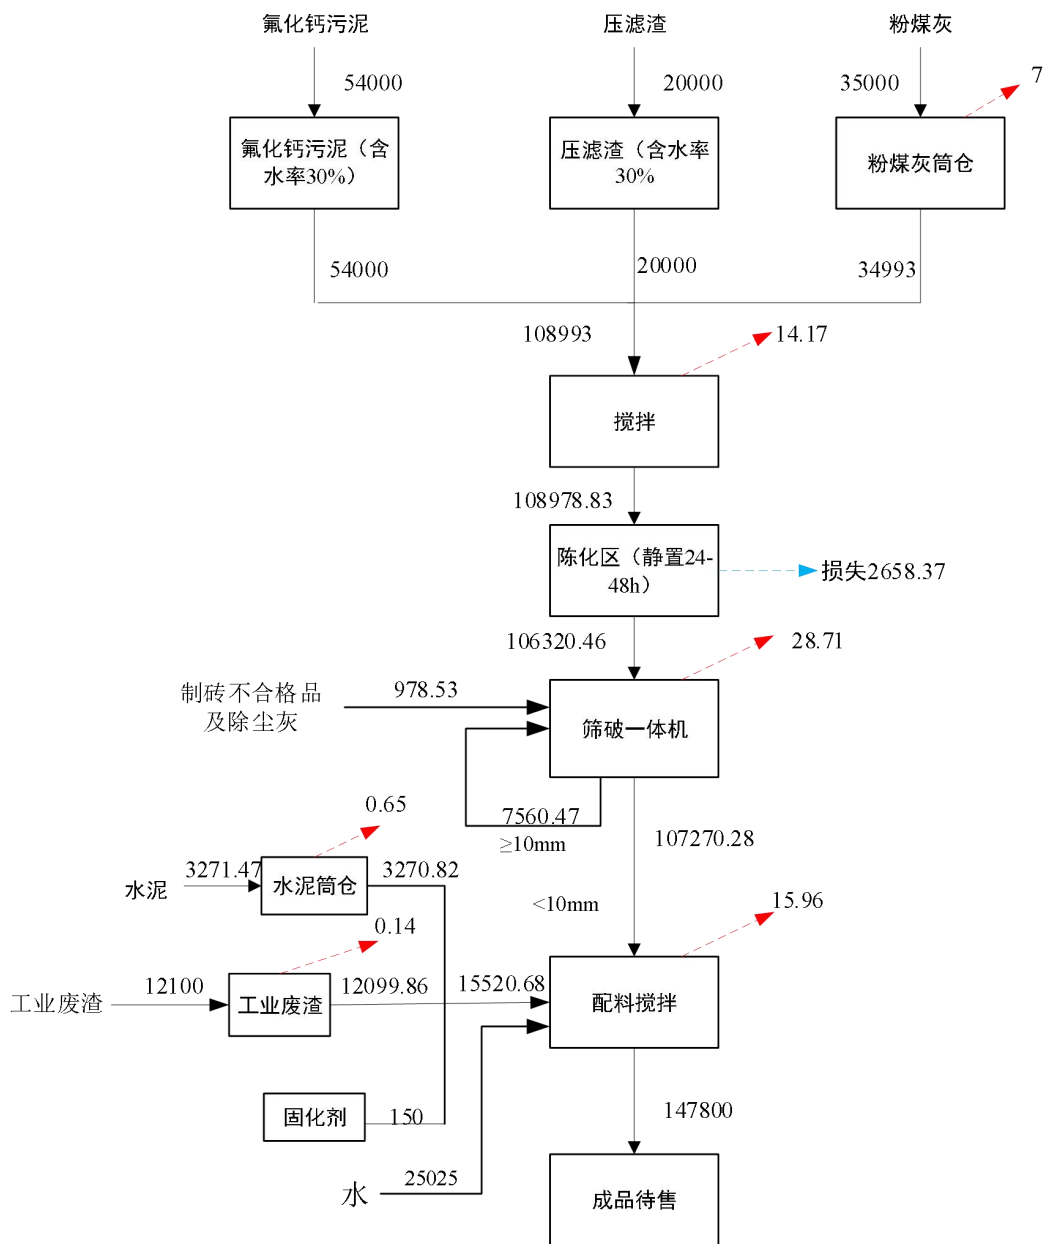 氟化钙污泥
压滤渣
粉煤灰
54000
20000
35000
7
氟化钙污泥（含
水率30%）
压滤渣（含水率
30%
粉煤灰筒仓
54000
20000
34993
108993
14.17
搅拌
108978.83
陈化区（静置24-
48h）
损失2658.37
106320.46
28.71
制砖不合格品
及除尘灰
978.53
筛破一体机
7560.47
≥10mm
107270.28
0.65
水泥
3271.47
水泥筒仓
3270.82
<10mm
15.96
0.14
工业废渣
12100
工业废渣
12099.86
15520.68
配料搅拌
固化剂
150
147800
水
25025
成品待售